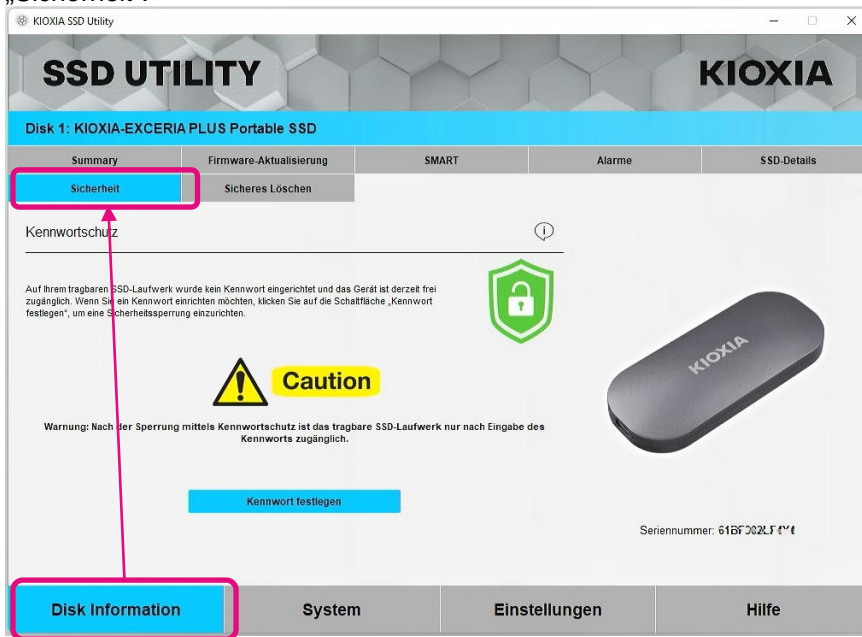 „Sicherheit“.
KIOXIA SSD Utility
SSD UTILITY
KIOXIA
Disk 1: KIOXIA-EXCERIA PLUS Portable SSD
Summary Firmware-Aktualisierung SMART Alarme SSD-Details
Sicherheit Sicheres Löschen
Kennwortschutz
Auf Ihrem tragbaren SSD-Laufwerk wurde kein Kennwort eingerichtet und das Gerät ist derzeit frei
zugänglich. Wenn Sie ein Kennwort einrichten möchten, klicken Sie auf die Schaltfläche „Kennwort
festlegen“, um eine Sicherheitssperrung einzurichten.
KIOXIA
Caution
Warnung: Nach der Sperrung mittels Kennwortschutz ist das tragbare SSD-Laufwerk nur nach Eingabe des
Kennworts zugänglich.
Kennwort festlegen
Seriennummer:
Disk Information System Einstellungen Hilfe